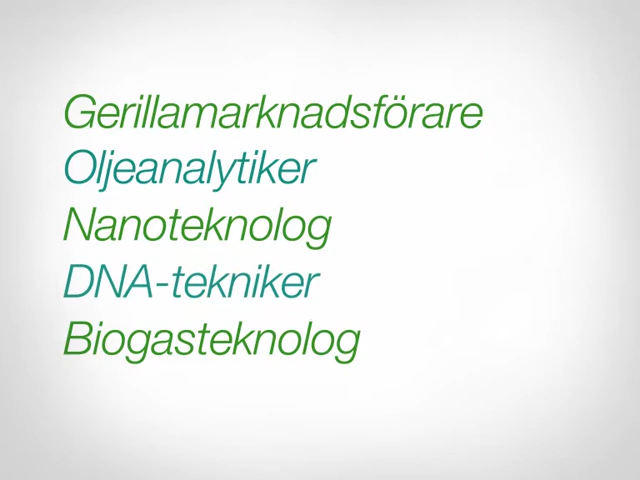 Gerillamarknadsförare
Oljeanalytiker
Nanoteknolog
DNA-tekniker
Biogasteknolog